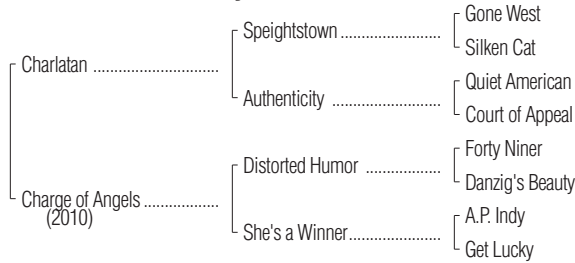 Gone West
Speightstown ....................
Silken Cat
Charlatan .........................
Quiet American
Authenticity .....................
Court of Appeal
Forty Niner
Distorted Humor ...............
Danzig's Beauty
Charge of Angels ...............
(2010)
A.P. Indy
She's a Winner..................
Get Lucky